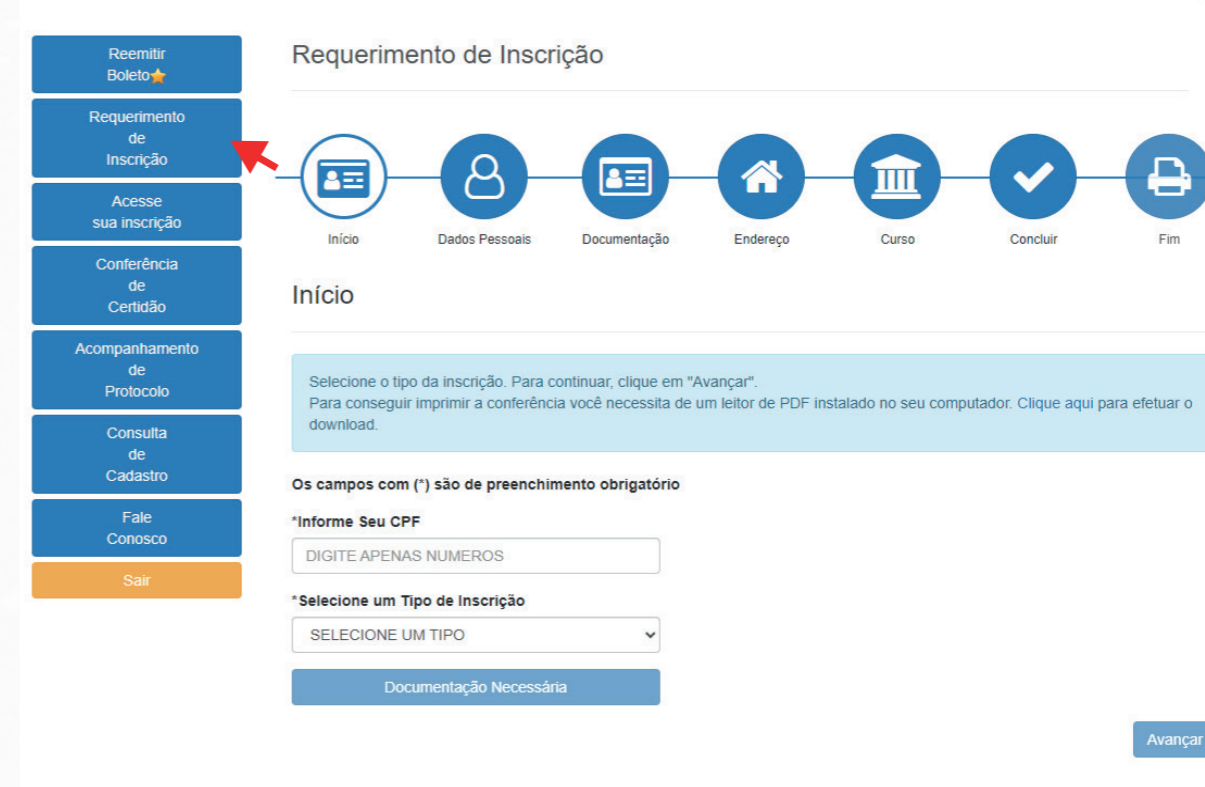 Reemitir
Boleto
Requerimento
de
Inscrição
Acesse
sua inscrição
Conferência
de
Certidão
Acompanhamento
de
Protocolo
Consulta
de
Cadastro
Fale
Conosco
Sair
Requerimento de Inscrição
Início
Dados Pessoais
Documentação
Endereço
Curso
Concluir
Fim
Início
Selecione o tipo da inscrição. Para continuar, clique em "Avançar".
Para conseguir imprimir a conferência você necessita de um leitor de PDF instalado no seu computador. Clique aqui para efetuar o
download.
Os campos com (*) são de preenchimento obrigatório
*Informe Seu CPF
DIGITE APENAS NUMEROS
*Selecione um Tipo de Inscrição
SELECIONE UM TIPO
Documentação Necessária
Avançar